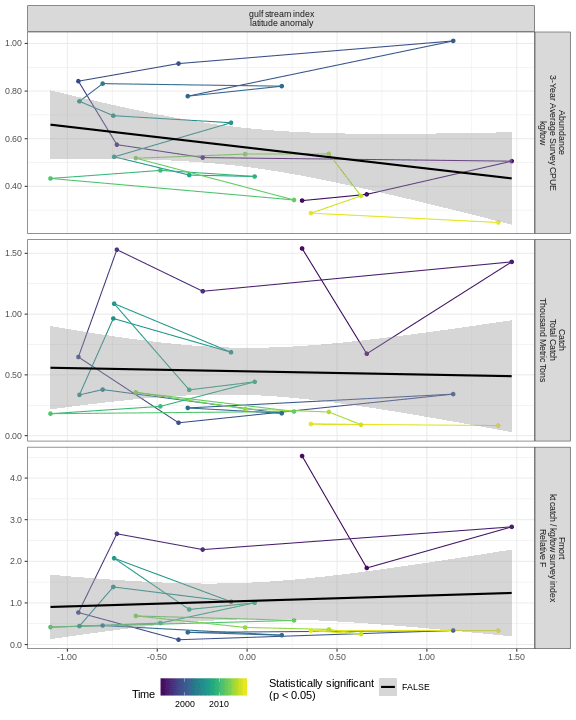 gulf stream index
latitude anomaly
1.00
0.80
0.60
0.40
Abundance
3-Year Average Survey CPUE
kg/tow
1.50
1.00
0.50
0.00
Catch
Total Catch
Thousand Metric Tons
4.0
3.0
2.0
1.0
0.0
Fmort
kt catch / kg/tow survey index
Relative F
-1.00 -0.50 0.00 0.50 1.00 1.50
Time
2000 2010
Statistically significant
(p < 0.05)
FALSE